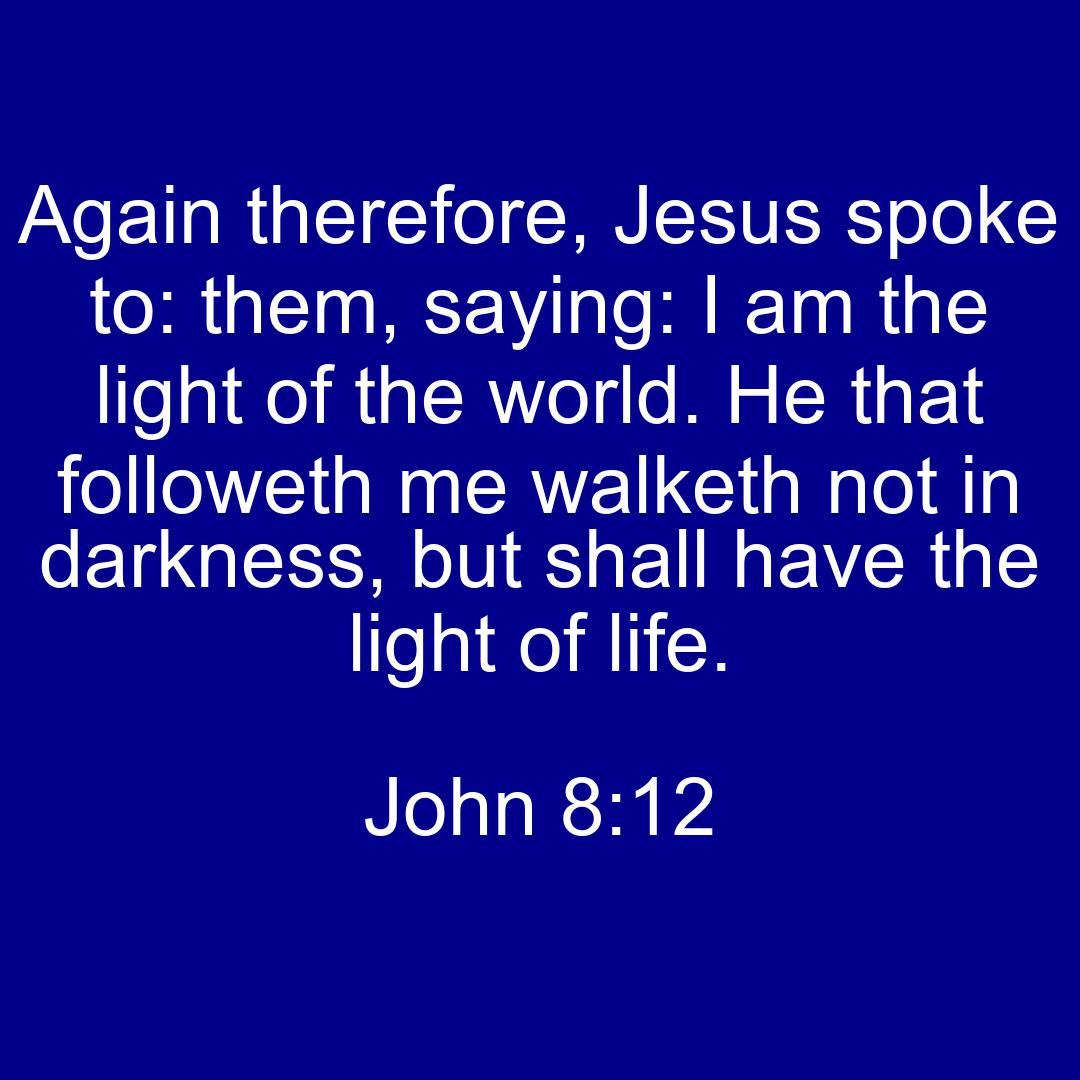 Again therefore, Jesus spoke
to: them, saying: I am the
light of the world. He that
followeth me walketh not in
darkness, but shall have the
light of life.
John 8:12